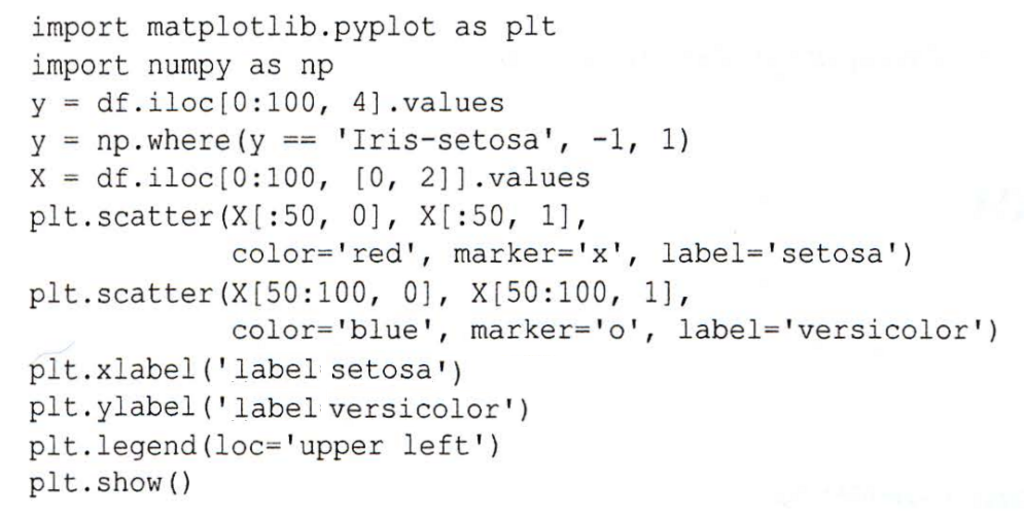 import matplotlib.pyplot as plt
import numpy as np
y = df.iloc[0:100, 4].values
y = np.where(y == 'Iris-setosa', -1, 1)
X = df.iloc[0:100, [0, 2]].values
plt.scatter(X[:50, 0], X[:50, 1],
            color='red', marker='x', label='setosa')
plt.scatter(X[50:100, 0], X[50:100, 1],
            color='blue', marker='o', label='versicolor')
plt.xlabel('label setosa')
plt.ylabel('label versicolor')
plt.legend(loc='upper left')
plt.show()